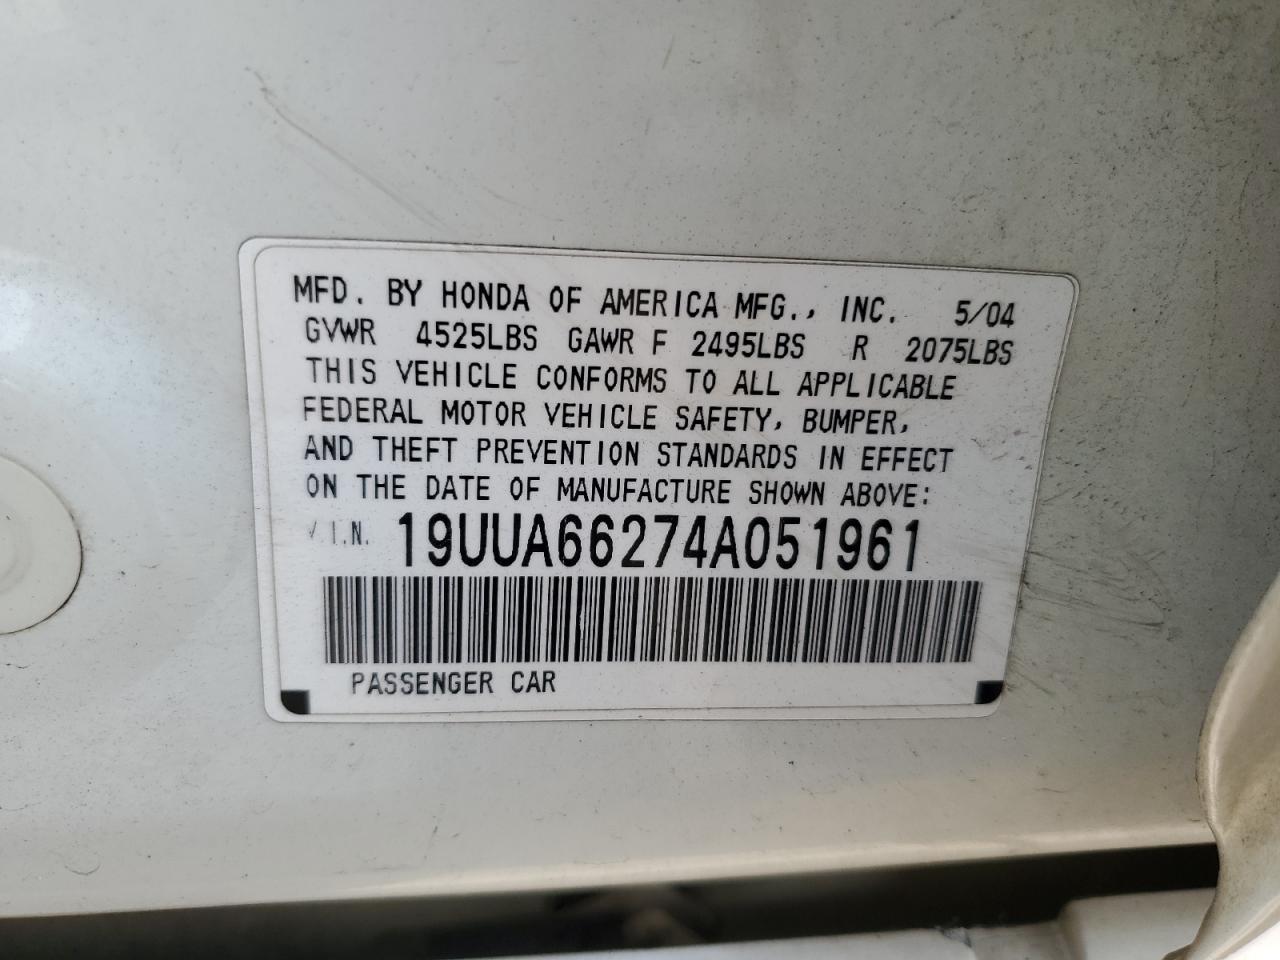 MFD. BY HONDA OF AMERICA MFG., INC. 5/04
GVWR 4525LBS GAWR F 2495LBS R 2075LBS
THIS VEHICLE CONFORMS TO ALL APPLICABLE
FEDERAL MOTOR VEHICLE SAFETY, BUMPER,
AND THEFT PREVENTION STANDARDS IN EFFECT
ON THE DATE OF MANUFACTURE SHOWN ABOVE:
V.I.N. 19UUA66274A051961
PASSENGER CAR